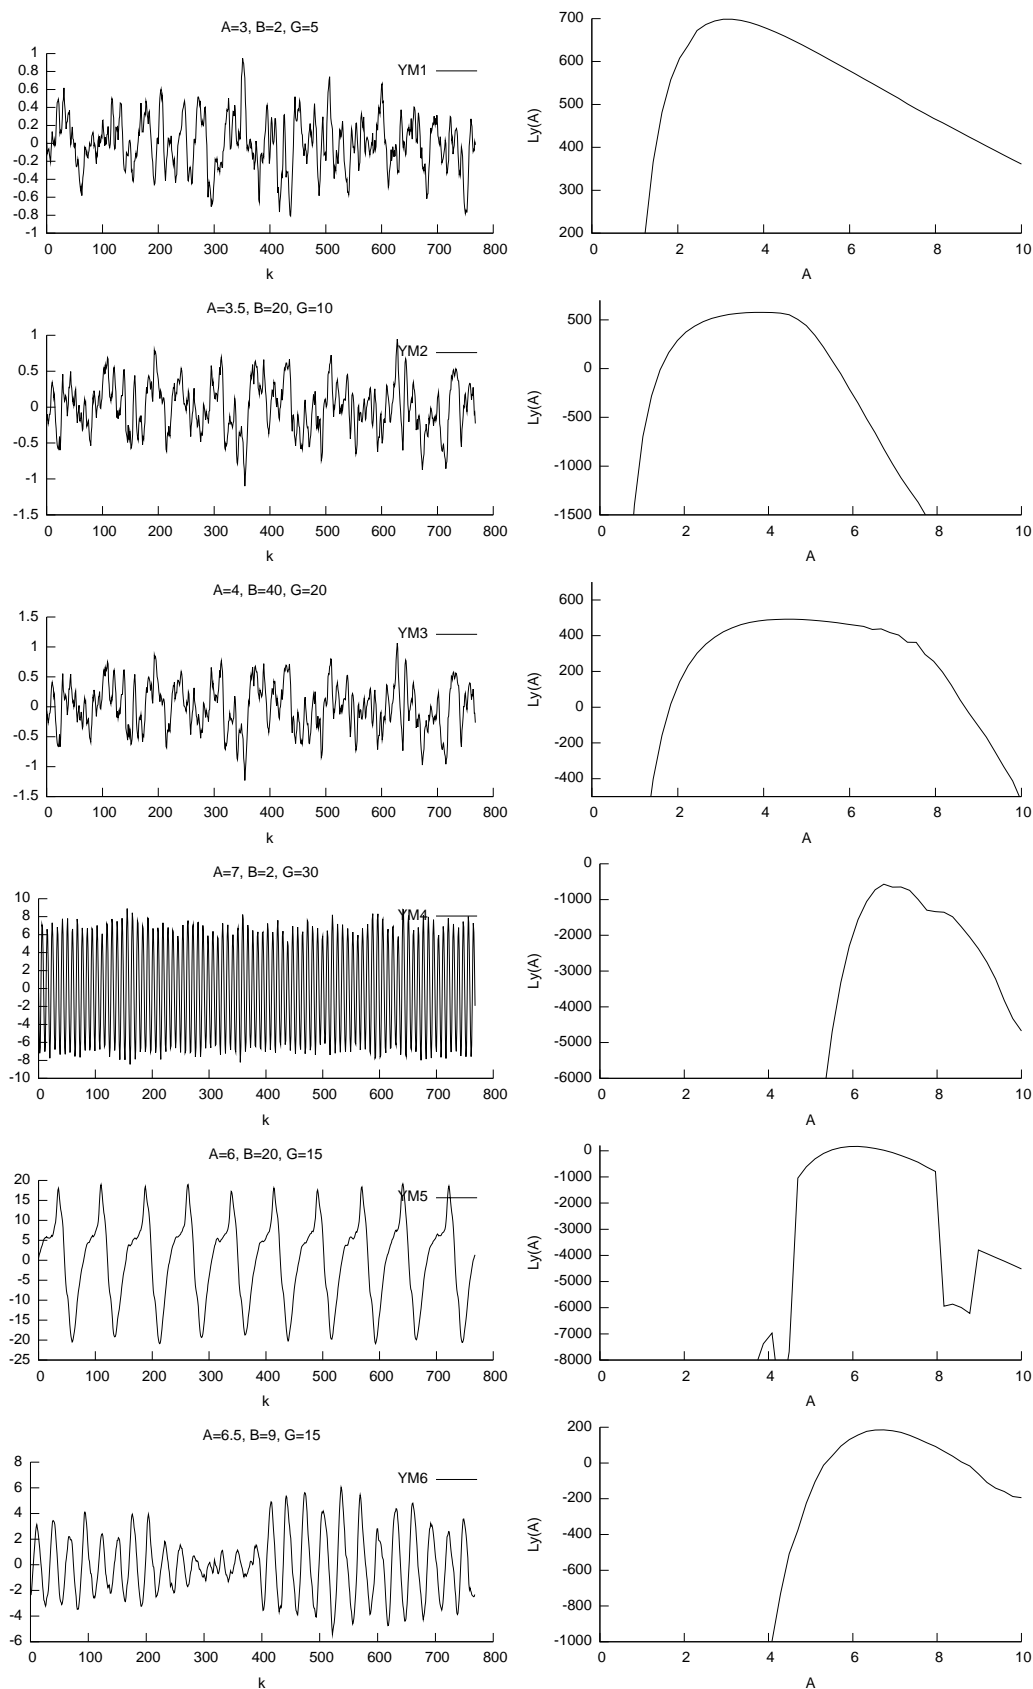 A=3, B=2, G=5
YM1
1
0.8
0.6
0.4
0.2
0
-0.2
-0.4
-0.6
-0.8
-1
0 100 200 300 400 500 600 700 800
k
Ly(A)
700
600
500
400
300
200
0 2 4 6 8 10
A
A=3.5, B=20, G=10
YM2
1
0.5
0
-0.5
-1
-1.5
0 100 200 300 400 500 600 700 800
k
Ly(A)
500
0
-500
-1000
-1500
0 2 4 6 8 10
A
A=4, B=40, G=20
YM3
1.5
1
0.5
0
-0.5
-1
-1.5
0 100 200 300 400 500 600 700 800
k
Ly(A)
600
400
200
0
-200
-400
0 2 4 6 8 10
A
A=7, B=2, G=30
YM4
10
8
6
4
2
0
-2
-4
-6
-8
-10
0 100 200 300 400 500 600 700 800
k
Ly(A)
0
-1000
-2000
-3000
-4000
-5000
-6000
0 2 4 6 8 10
A
A=6, B=20, G=15
YM5
20
15
10
5
0
-5
-10
-15
-20
-25
0 100 200 300 400 500 600 700 800
k
Ly(A)
0
-1000
-2000
-3000
-4000
-5000
-6000
-7000
-8000
0 2 4 6 8 10
A
A=6.5, B=9, G=15
YM6
8
6
4
2
0
-2
-4
-6
0 100 200 300 400 500 600 700 800
k
Ly(A)
200
0
-200
-400
-600
-800
-1000
0 2 4 6 8 10
A